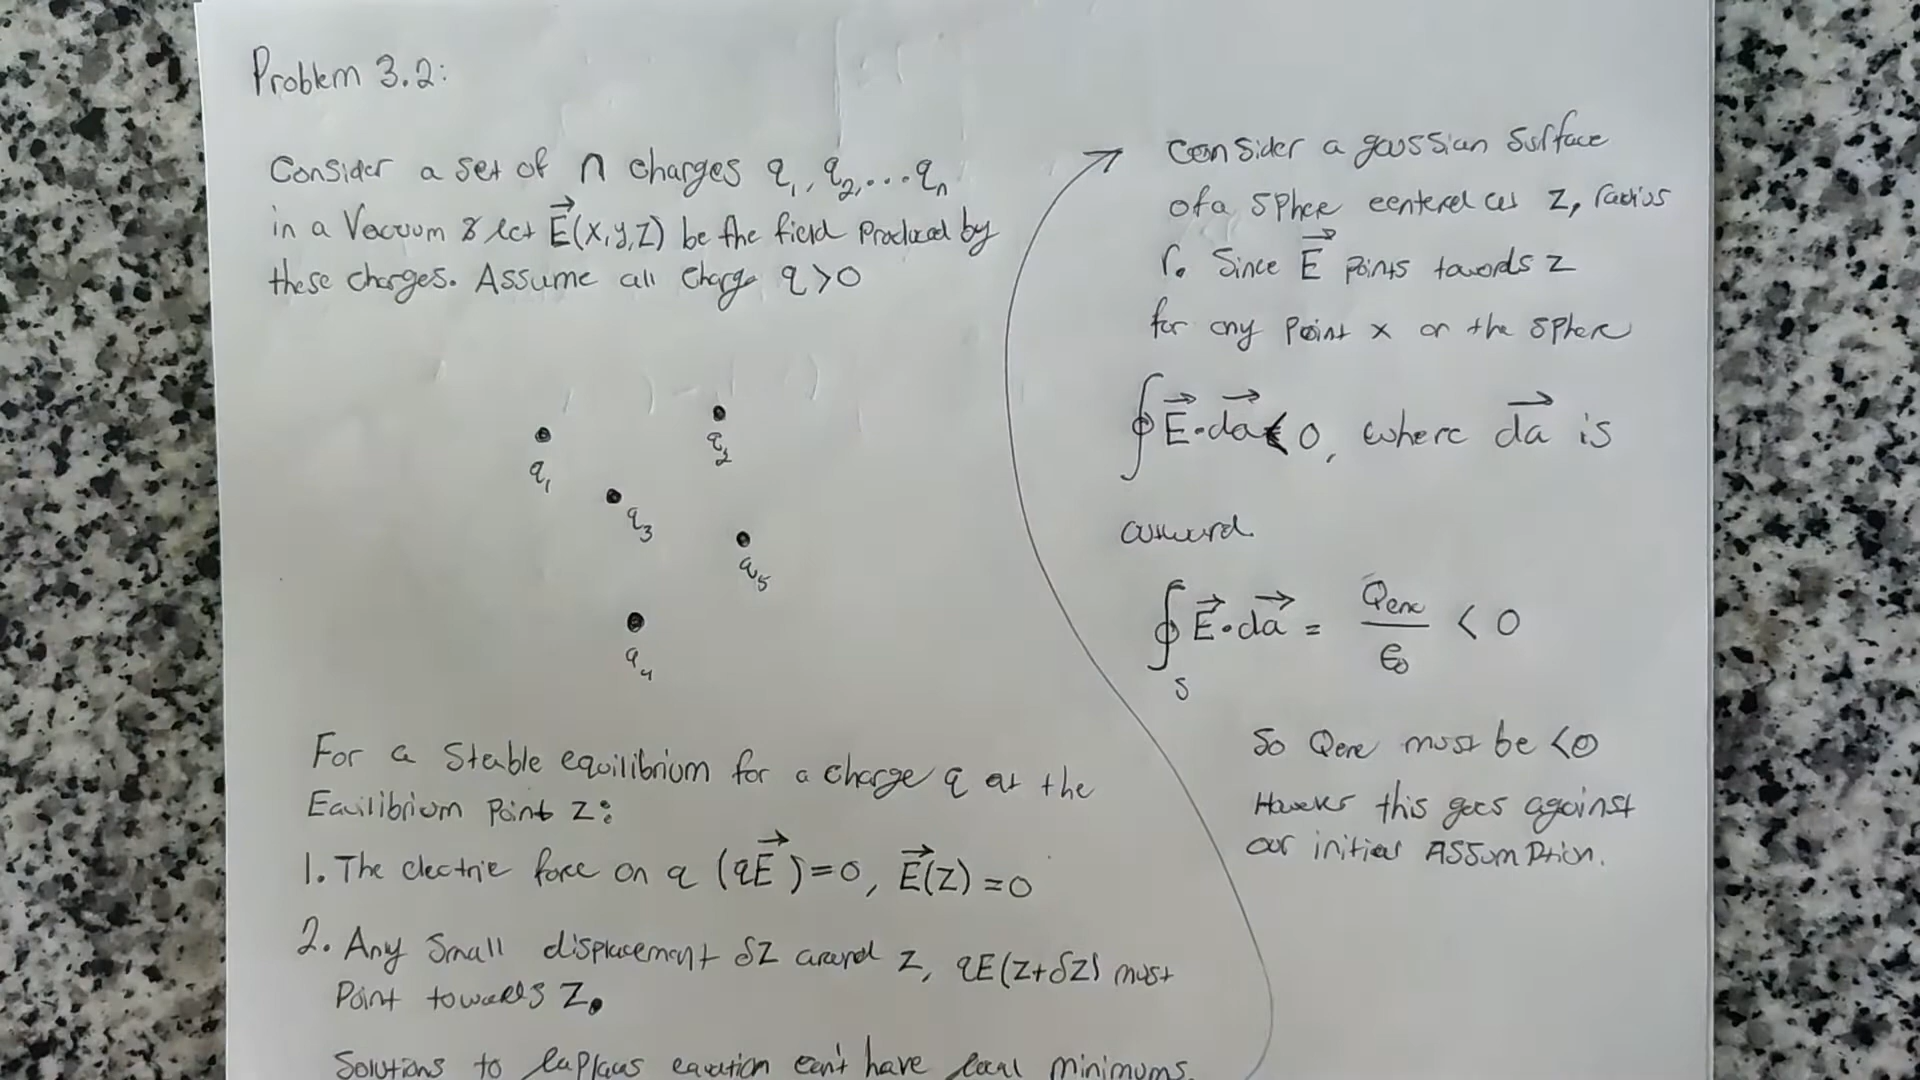 Problem 3.2:
Consider a set of n charges q₁, q₂,...qₙ
in a Vacuum & let E⃗(x,y,z) be the field produced by
these charges. Assume all charge q>0
q₁
q₂
q₃
q₅
q₄
For a Stable equilibrium for a charge q at the
Equilibrium Point Z:
1. The electric force on q (qE⃗)=0, E⃗(Z)=0
2. Any Small displacement δZ around Z, qE(Z+δZ) must
Point towards Z.
Solutions to laplaces equation can't have local minimums.
Consider a gaussian Surface
of a sphere centered at Z, radius
r. Since E⃗ points towards Z
for any Point x on the sphere
∮E⃗·da⃗<0, where da⃗ is
outward
∮E⃗·da⃗ = Qenc/ε₀ < 0
S
So Qenc must be <0
However this goes against
our initial ASSUMPtion.